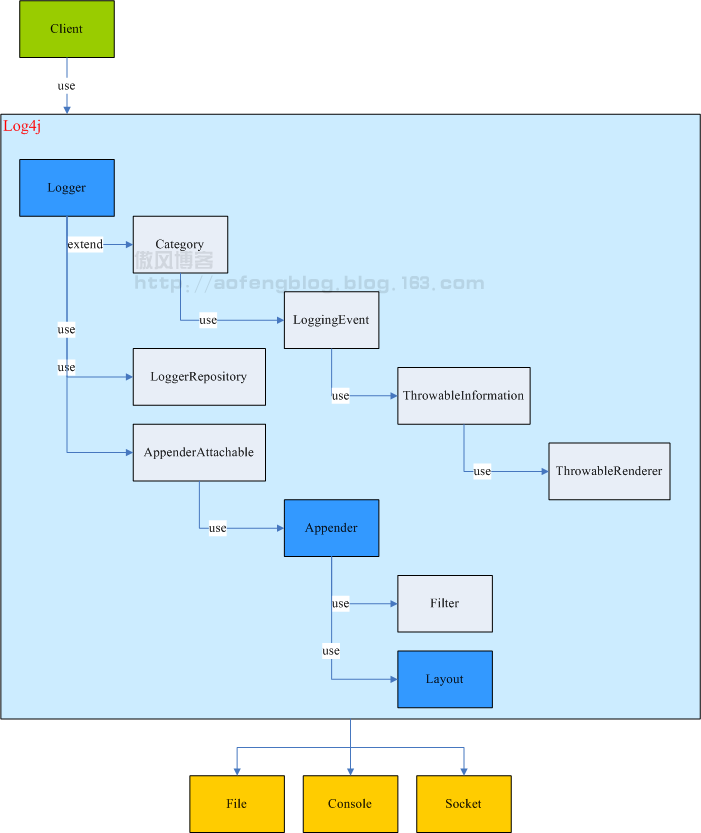 Client
use
Log4j
Logger
extend
Category
傲风博客
http://aofengblog.blog.163.com
use
LoggingEvent
use
use
LoggerRepository
use
ThrowableInformation
AppenderAttachable
use
ThrowableRenderer
use
Appender
use
Filter
use
Layout
File
Console
Socket